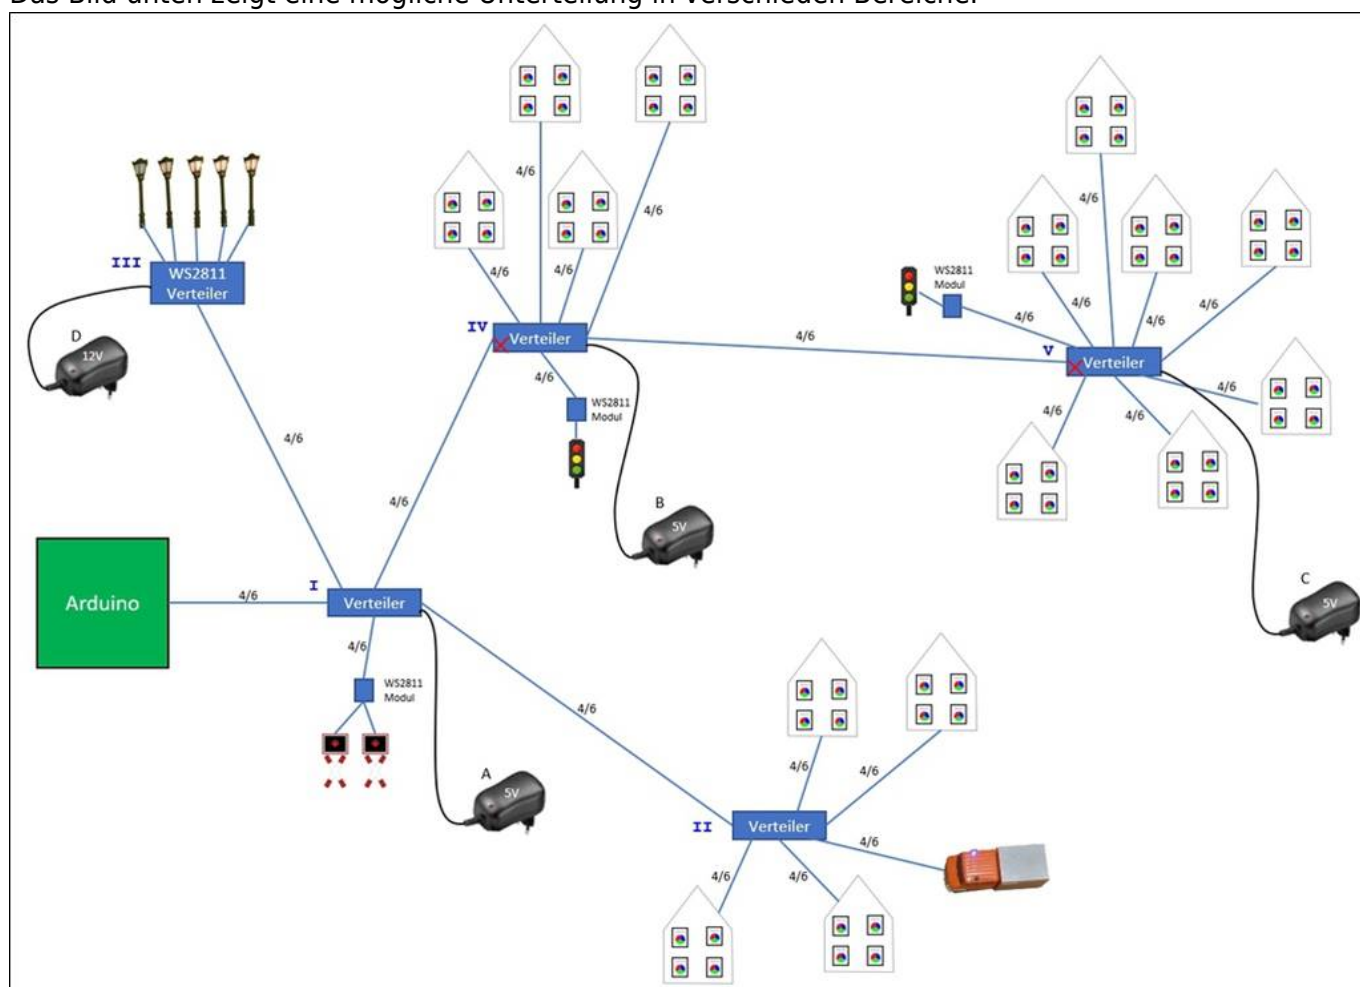 Das Bild unten zeigt eine mögliche Unterteilung in verschieden Bereiche.
4/6
4/6
4/6
4/6
III
WS2811
Verteiler
D
12V
4/6
4/6
IV
Verteiler
4/6
WS2811
Modul
B
5V
4/6
WS2811
Modul
4/6
4/6
4/6
4/6
4/6
V
Verteiler
4/6
4/6
4/6
C
5V
4/6
4/6
Arduino
4/6
I
Verteiler
4/6
WS2811
Modul
A
5V
4/6
II
Verteiler
4/6
4/6
4/6
4/6
4/6